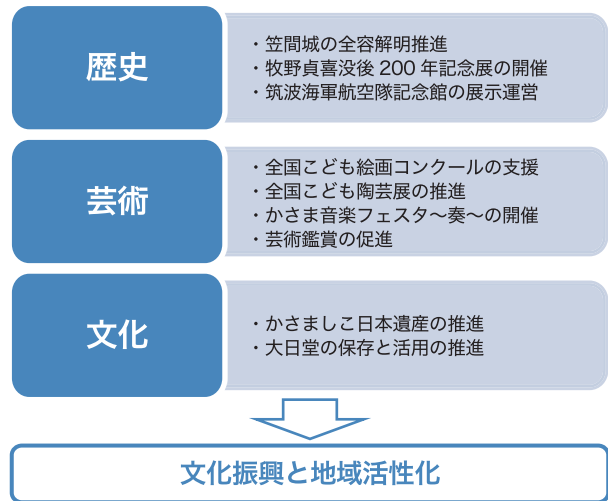 歴史
・笠間城の全容解明推進
・牧野貞喜没後 200 年記念展の開催
・筑波海軍航空隊記念館の展示運営
芸術
・全国こども絵画コンクールの支援
・全国こども陶芸展の推進
・かさま音楽フェスタ〜奏〜の開催
・芸術鑑賞の促進
文化
・かさましこ日本遺産の推進
・大日堂の保存と活用の推進
文化振興と地域活性化